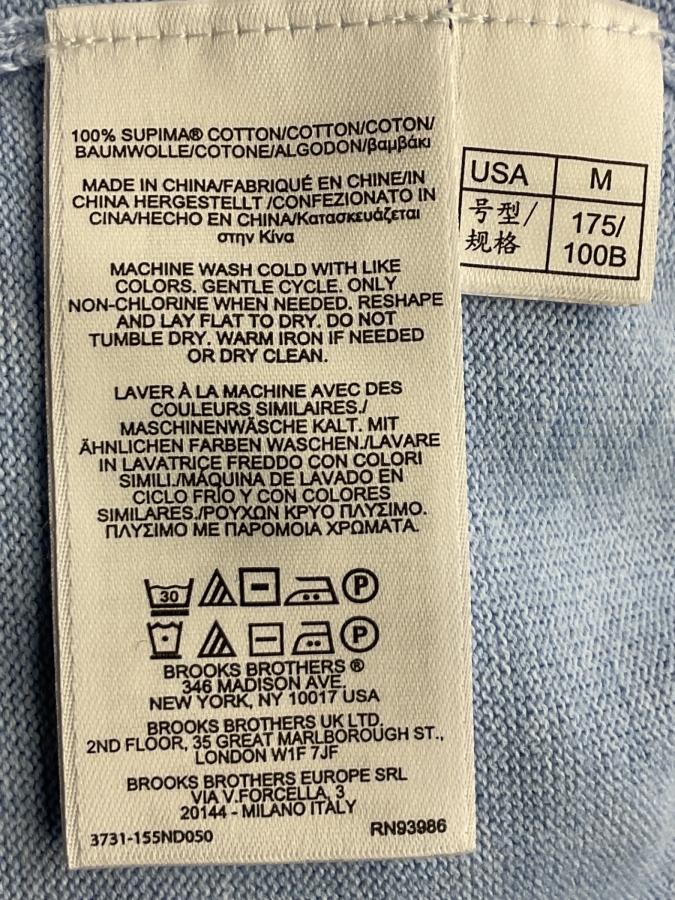 100% SUPIMA® COTTON/COTTON/COTON/
BAUMWOLLE/COTONE/ALGODON/βαμβάκι
MADE IN CHINA/FABRIQUÉ EN CHINE/IN
CHINA HERGESTELLT /CONFEZIONATO IN
CINA/HECHO EN CHINA/Κατασκευάζεται
στην Κίνα
MACHINE WASH COLD WITH LIKE
COLORS. GENTLE CYCLE. ONLY
NON-CHLORINE WHEN NEEDED. RESHAPE
AND LAY FLAT TO DRY. DO NOT
TUMBLE DRY. WARM IRON IF NEEDED
OR DRY CLEAN.
LAVER À LA MACHINE AVEC DES
COULEURS SIMILAIRES./
MASCHINENWÄSCHE KALT. MIT
ÄHNLICHEN FARBEN WASCHEN./LAVARE
IN LAVATRICE FREDDO CON COLORI
SIMILI./MÁQUINA DE LAVADO EN
CICLO FRÍO Y CON COLORES
SIMILARES./ΡΟΥΧΩΝ ΚΡΥΟ ΠΛΥΣΙΜΟ.
ΠΛΥΣΙΜΟ ΜΕ ΠΑΡΟΜΟΙΑ ΧΡΩΜΑΤΑ.
30 P
P
BROOKS BROTHERS ®
346 MADISON AVE.
NEW YORK, NY 10017 USA
BROOKS BROTHERS UK LTD.
2ND FLOOR, 35 GREAT MARLBOROUGH ST.,
LONDON W1F 7JF
BROOKS BROTHERS EUROPE SRL
VIA V.FORCELLA, 3
20144 - MILANO ITALY
3731-155ND050 RN93986
USA M
号型/ 175/
规格 100B